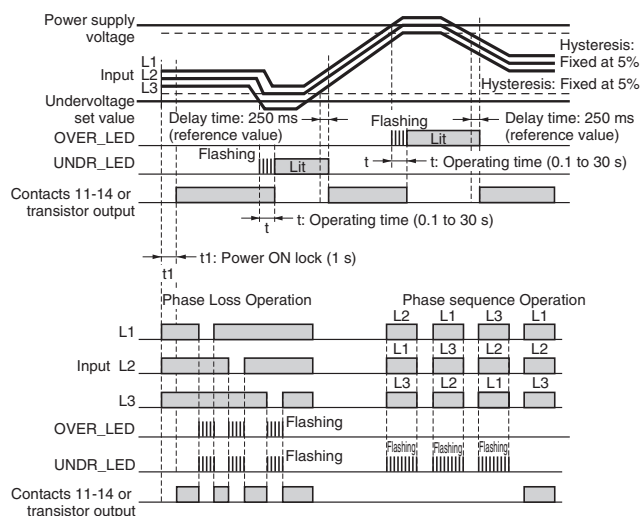 Power supply
voltage
L1
Input L2
L3
Undervoltage
set value
Hysteresis:
Fixed at 5%
Hysteresis: Fixed at 5%
Delay time: 250 ms
(reference value)
Flashing
Delay time: 250 ms
(reference value)
OVER_LED
Lit
Flashing
t
t: Operating time (0.1 to 30 s)
UNDR_LED
Lit
Contacts 11-14 or
transistor output
t
t: Operating time (0.1 to 30 s)
t1: Power ON lock (1 s)
t1
Phase Loss Operation
Phase sequence Operation
L1
L2
L1
L3
L1
Input L2
L1
L3
L2
L2
L3
L3
L2
L1
L3
OVER_LED
Flashing
UNDR_LED
Flashing
Flashing
Flashing
Flashing
Contacts 11-14 or
transistor output